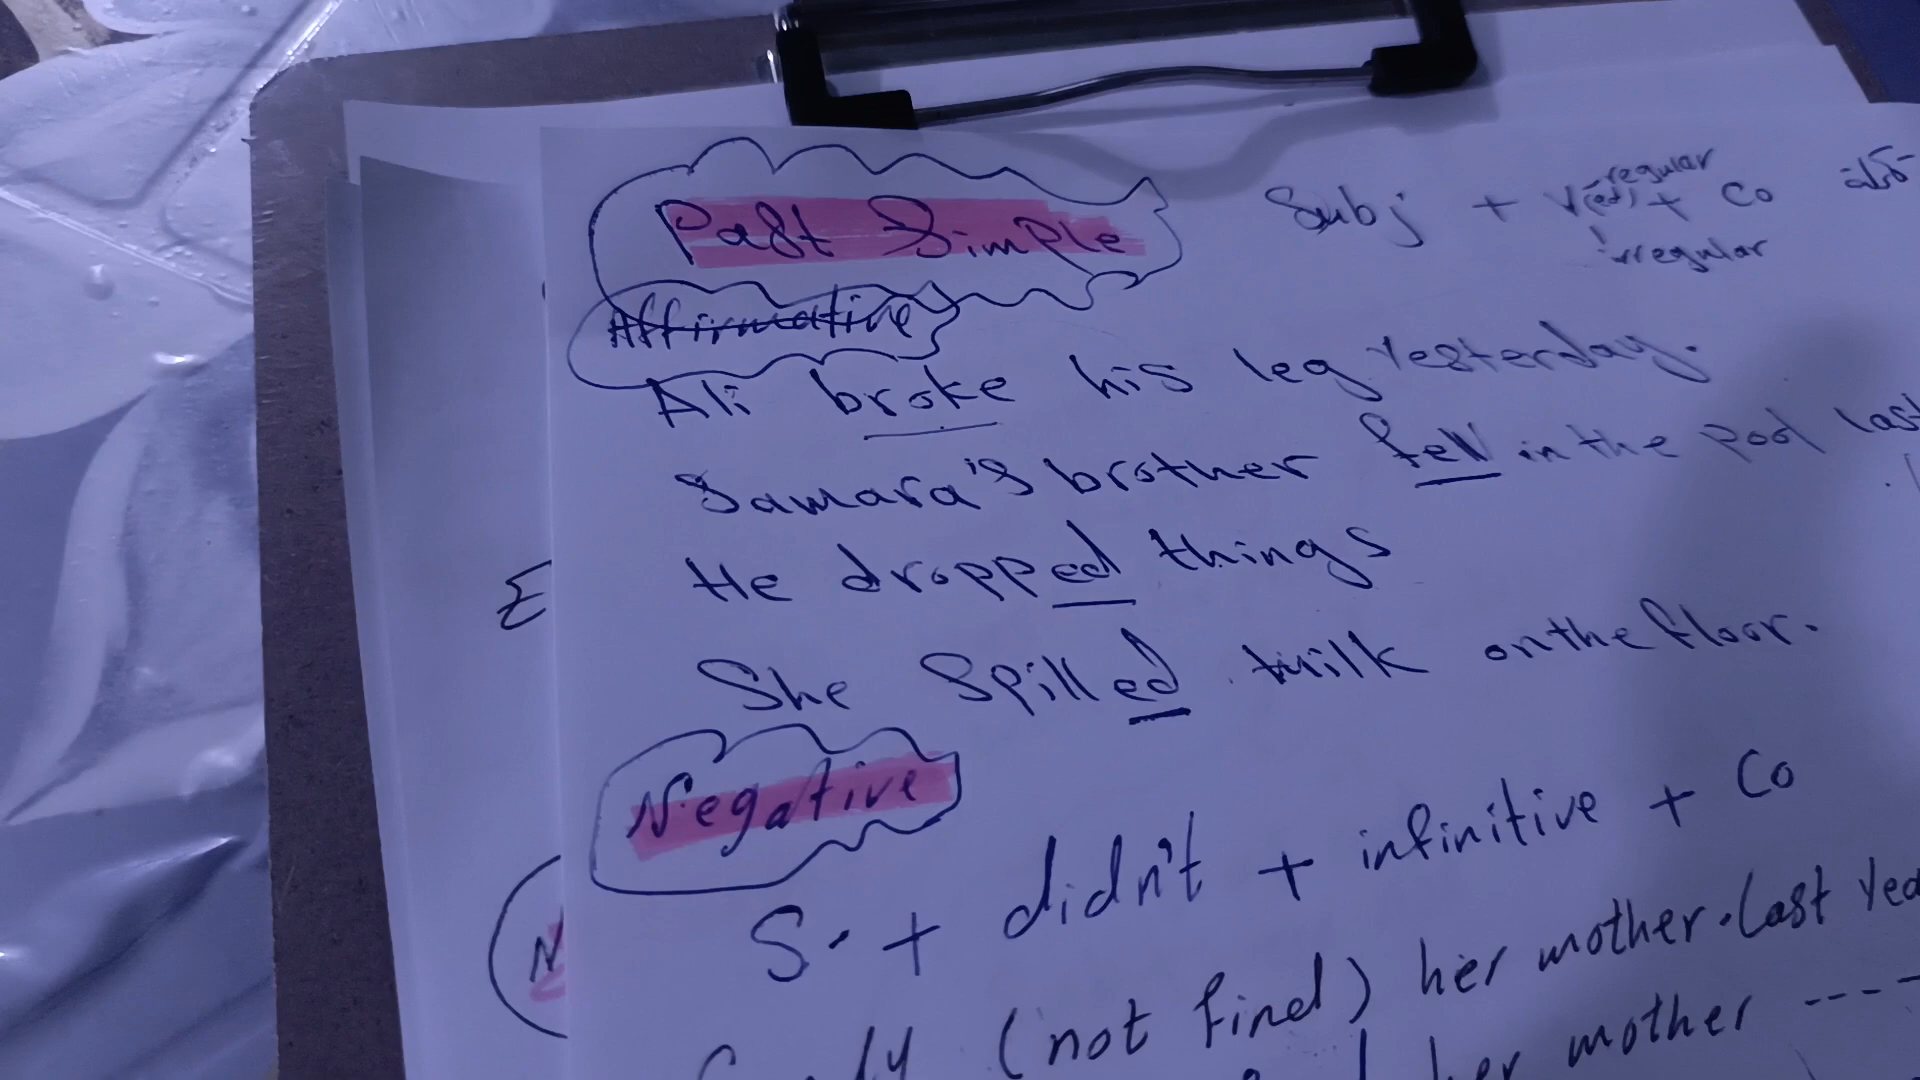 Past Simple
Subj + V(ed) + Co
regular
irregular
Affirmative
Ali broke his leg Yesterday.
Samara's brother fell in the pool last
He dropped things
She Spilled milk on the floor.
Negative
S. + didn't + infinitive + Co
(not find) her mother. last Yea
her mother ----
E
N